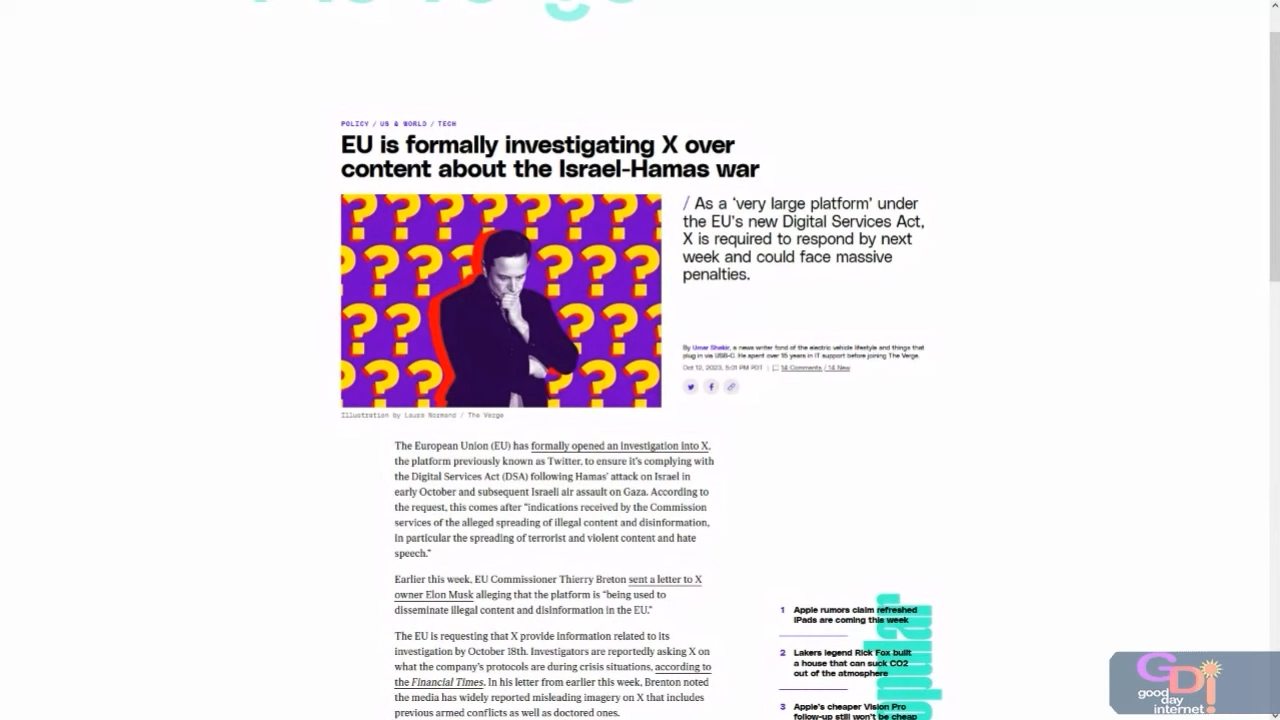 POLICY / US & WORLD / TECH
EU is formally investigating X over
content about the Israel-Hamas war
/ As a ‘very large platform’ under
the EU's new Digital Services Act,
X is required to respond by next
week and could face massive
penalties.
By Umar Shakir, a news writer fond of the electric vehicle lifestyle and things that
plug in via USB-C. He spent over 15 years in IT support before joining The Verge.
Oct 12, 2023, 5:01 PM PDT | 14 Comments / 14 New
Illustration by Laura Normand / The Verge
The European Union (EU) has formally opened an investigation into X,
the platform previously known as Twitter, to ensure it's complying with
the Digital Services Act (DSA) following Hamas' attack on Israel in
early October and subsequent Israeli air assault on Gaza. According to
the request, this comes after “indications received by the Commission
services of the alleged spreading of illegal content and disinformation,
in particular the spreading of terrorist and violent content and hate
speech.”
Earlier this week, EU Commissioner Thierry Breton sent a letter to X
owner Elon Musk alleging that the platform is “being used to
disseminate illegal content and disinformation in the EU.”
The EU is requesting that X provide information related to its
investigation by October 18th. Investigators are reportedly asking X on
what the company's protocols are during crisis situations, according to
the Financial Times. In his letter from earlier this week, Brenton noted
the media has widely reported misleading imagery on X that includes
previous armed conflicts as well as doctored ones.
1 Apple rumors claim refreshed
iPads are coming this week
2 Lakers legend Rick Fox built
a house that can suck CO2
out of the atmosphere
3 Apple's cheaper Vision Pro
follow-up still won't be cheap
GDI
good
day
internet